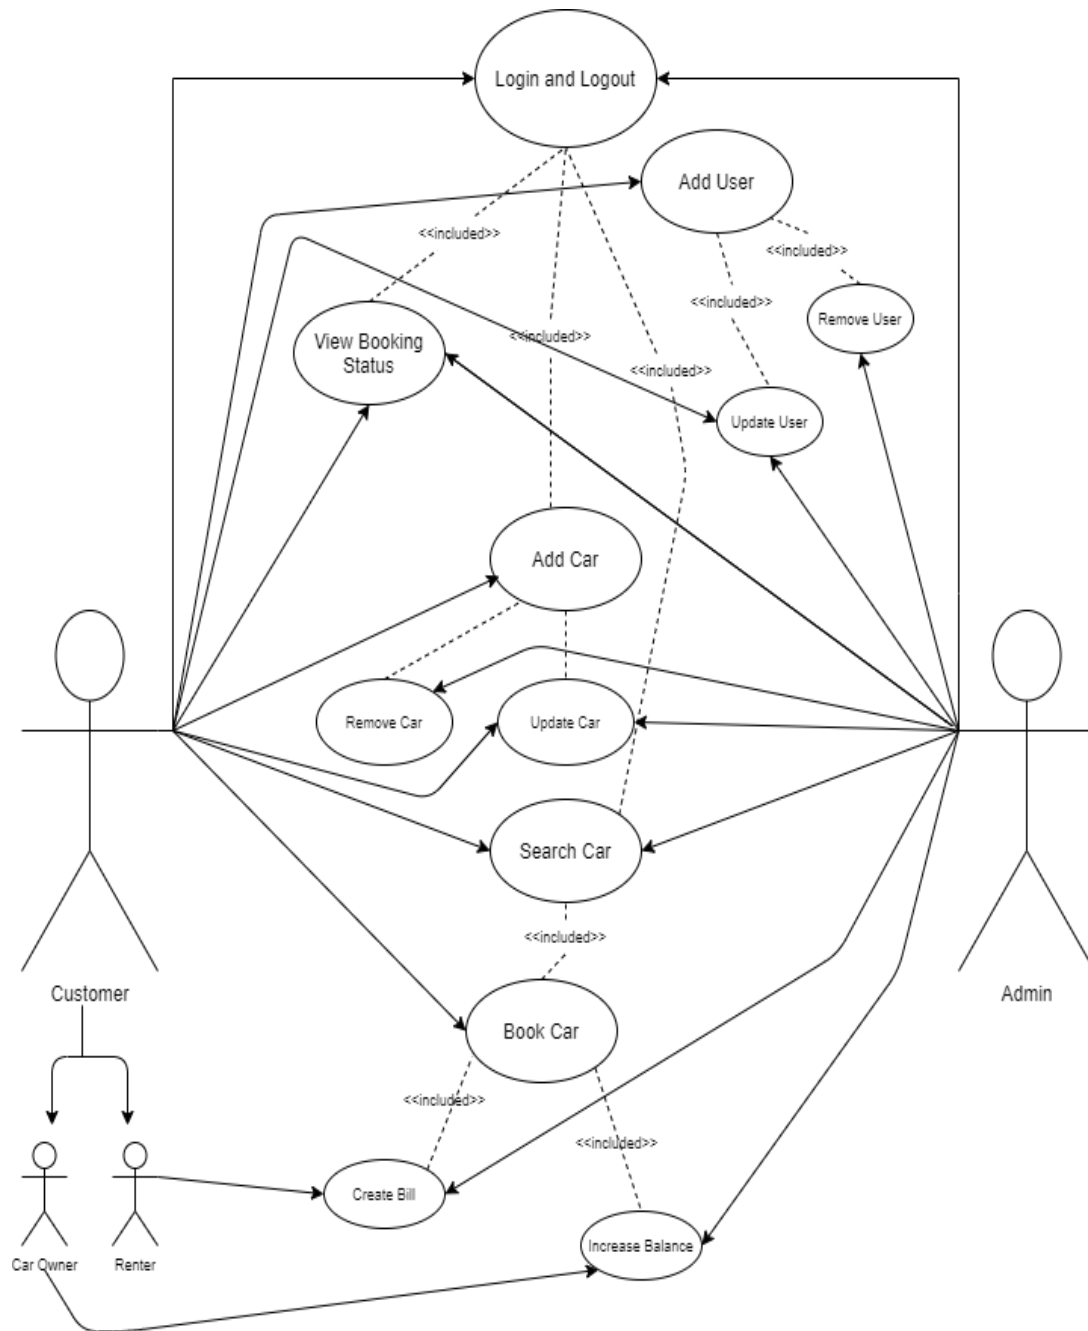 Login and Logout
Add User
<<included>>
<<included>>
<<included>>
Remove User
View Booking
Status
<<included>>
<<included>>
Update User
Add Car
Remove Car
Update Car
Search Car
<<included>>
Customer
Admin
Book Car
<<included>>
<<included>>
Create Bill
Increase Balance
Car Owner
Renter